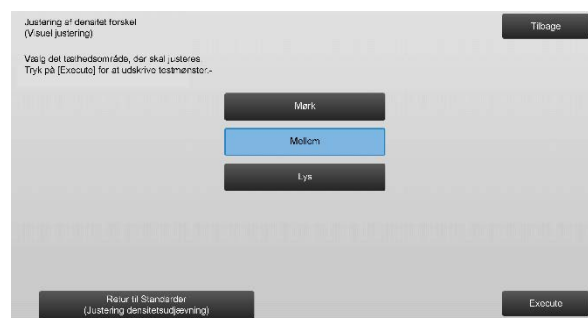 Justering af densitet forskel
(Visuel justering)
Tilbage
Vælg det tæthedsområde, der skal justeres
Tryk på [Execute] for at udskrive testmønster.-
Mørk
Mellem
Lys
Retur til Standarder
(Justering densitetsudjævning)
Execute